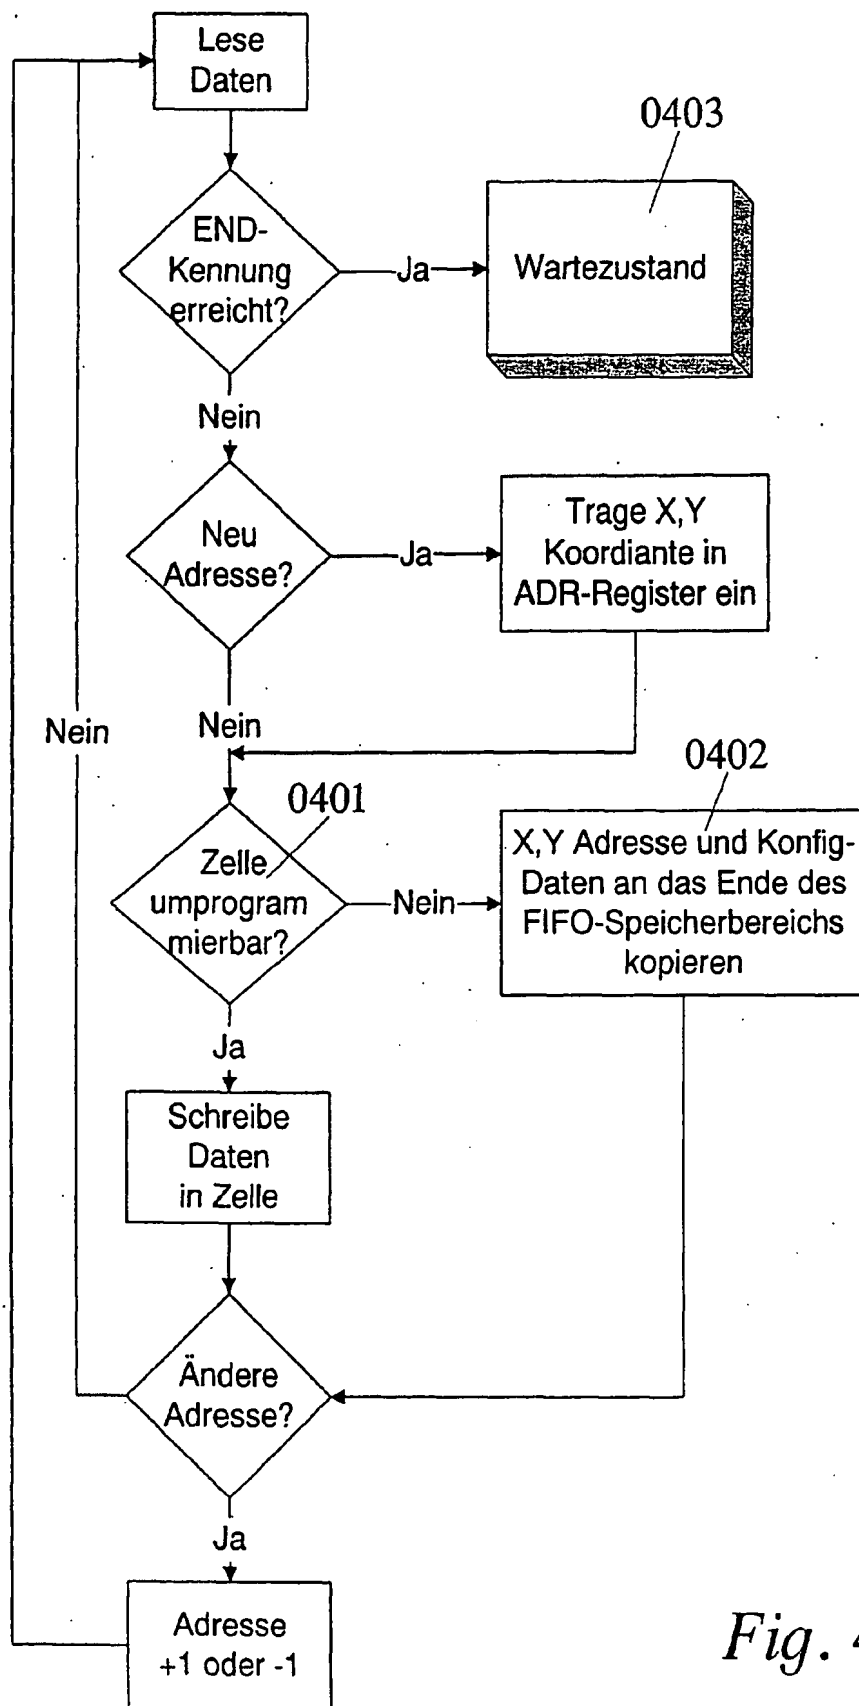 Lese
Daten
0403
END-
Kennung
erreicht?
Ja
Wartezustand
Nein
Neu
Adresse?
Ja
Trage X,Y
Koordiante in
ADR-Register ein
Nein
Nein
0401
0402
Zelle
umprogram
mierbar?
Nein
X,Y Adresse und Konfig-
Daten an das Ende des
FIFO-Speicherbereichs
kopieren
Ja
Schreibe
Daten
in Zelle
Ändere
Adresse?
Ja
Adresse
+1 oder -1
Fig. 4